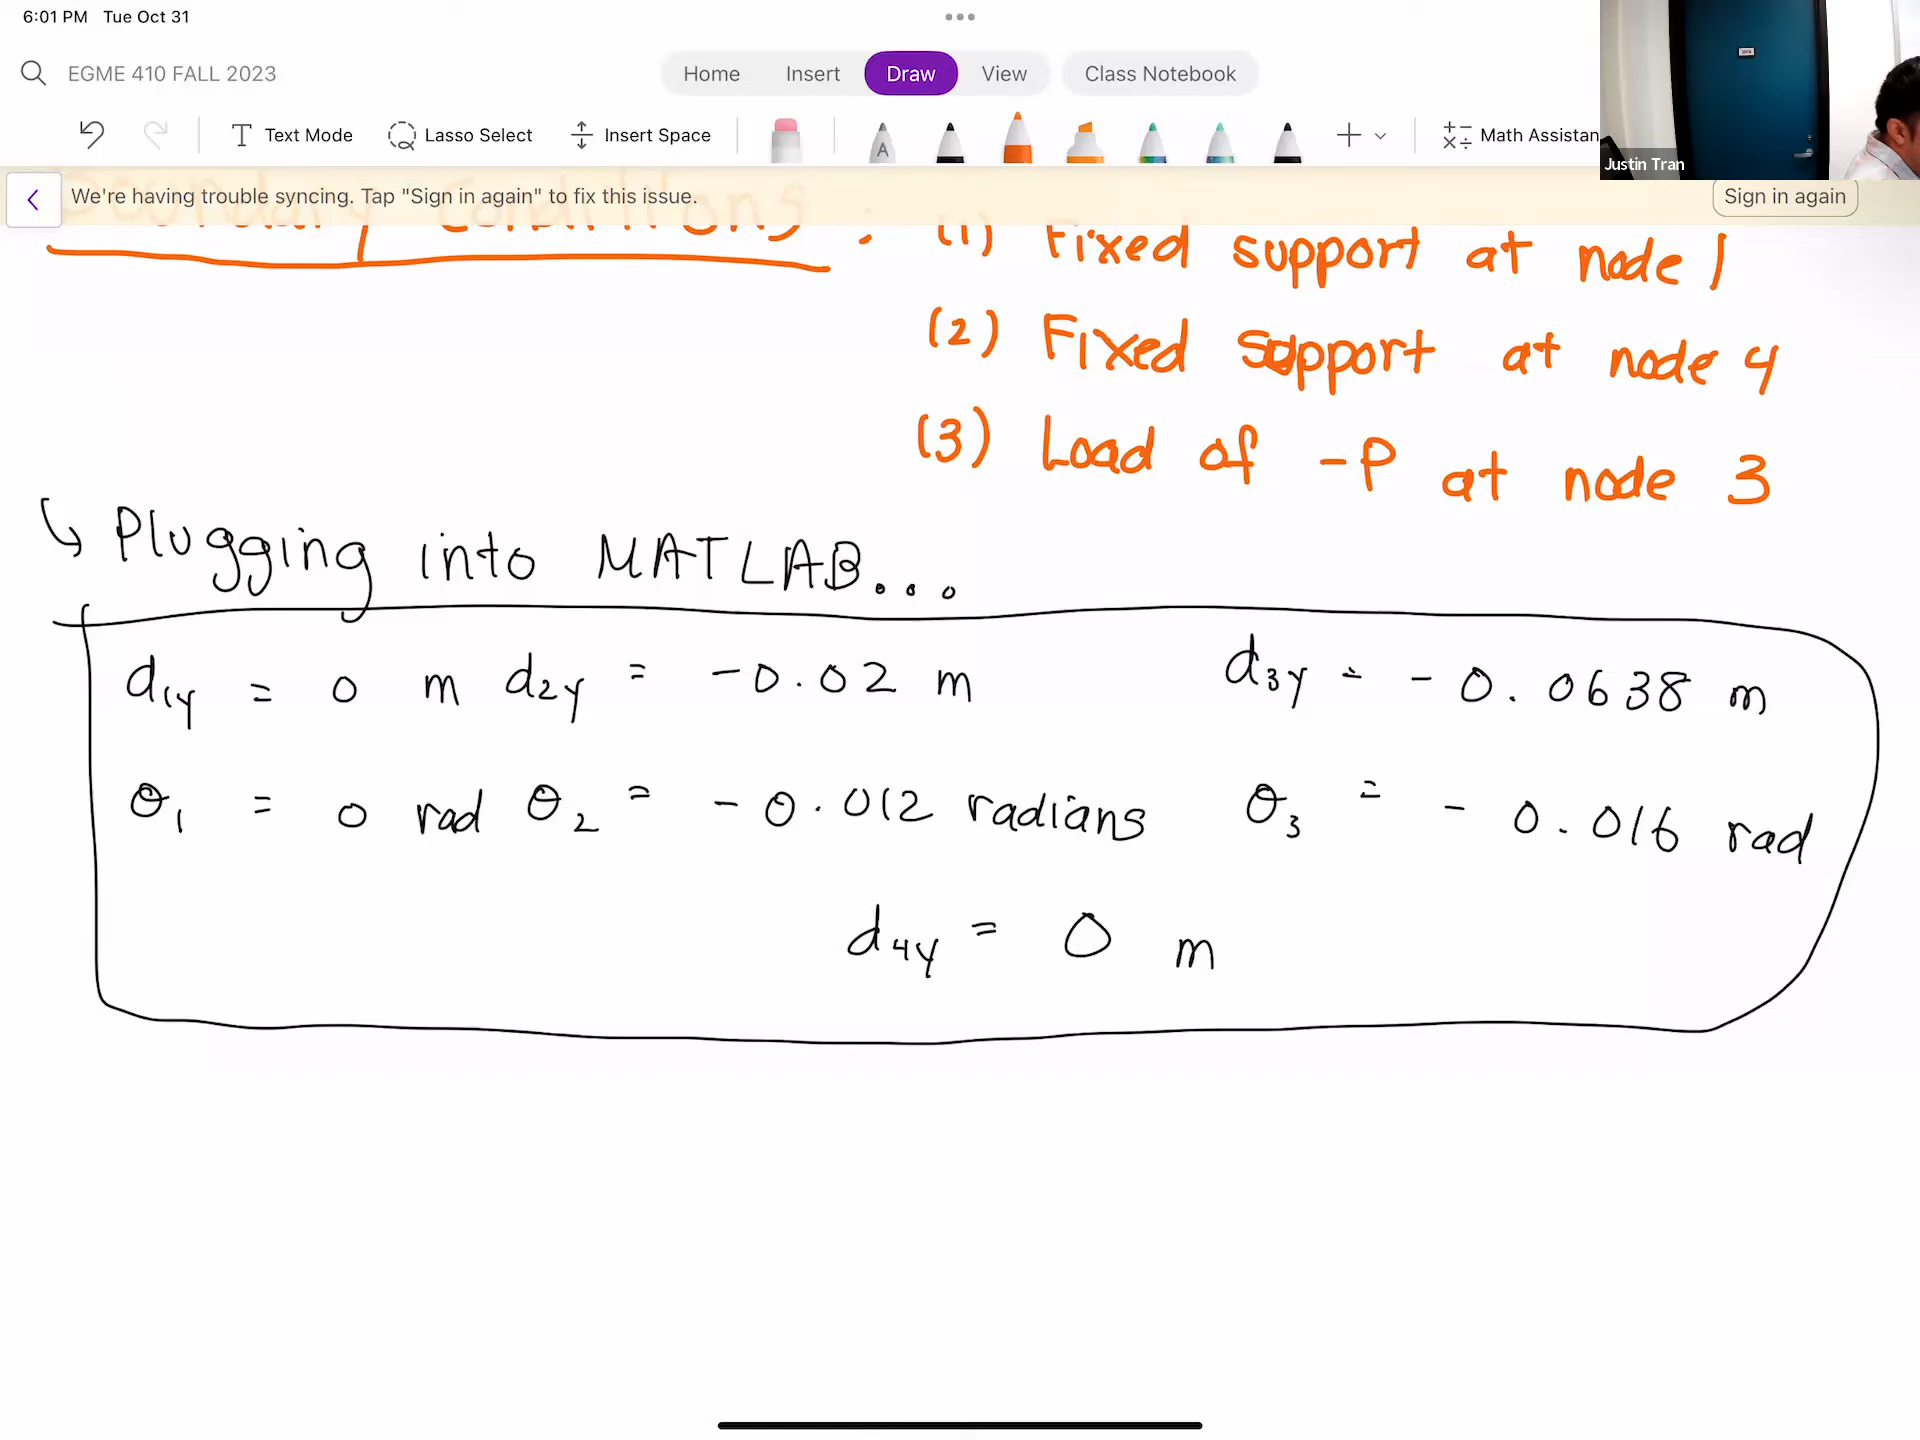 6:01 PM Tue Oct 31
EGME 410 FALL 2023
Home Insert Draw View Class Notebook
Text Mode Lasso Select Insert Space A Math Assistan
Justin Tran
We're having trouble syncing. Tap "Sign in again" to fix this issue. Sign in again
Boundary Conditions : (1) Fixed support at node 1
(2) Fixed support at node 4
(3) Load of -P at node 3
↳ Plugging into MATLAB...
d1y = 0 m d2y = -0.02 m d3y = -0.0638 m
θ1 = 0 rad θ2 = -0.012 radians θ3 = -0.016 rad
d4y = 0 m